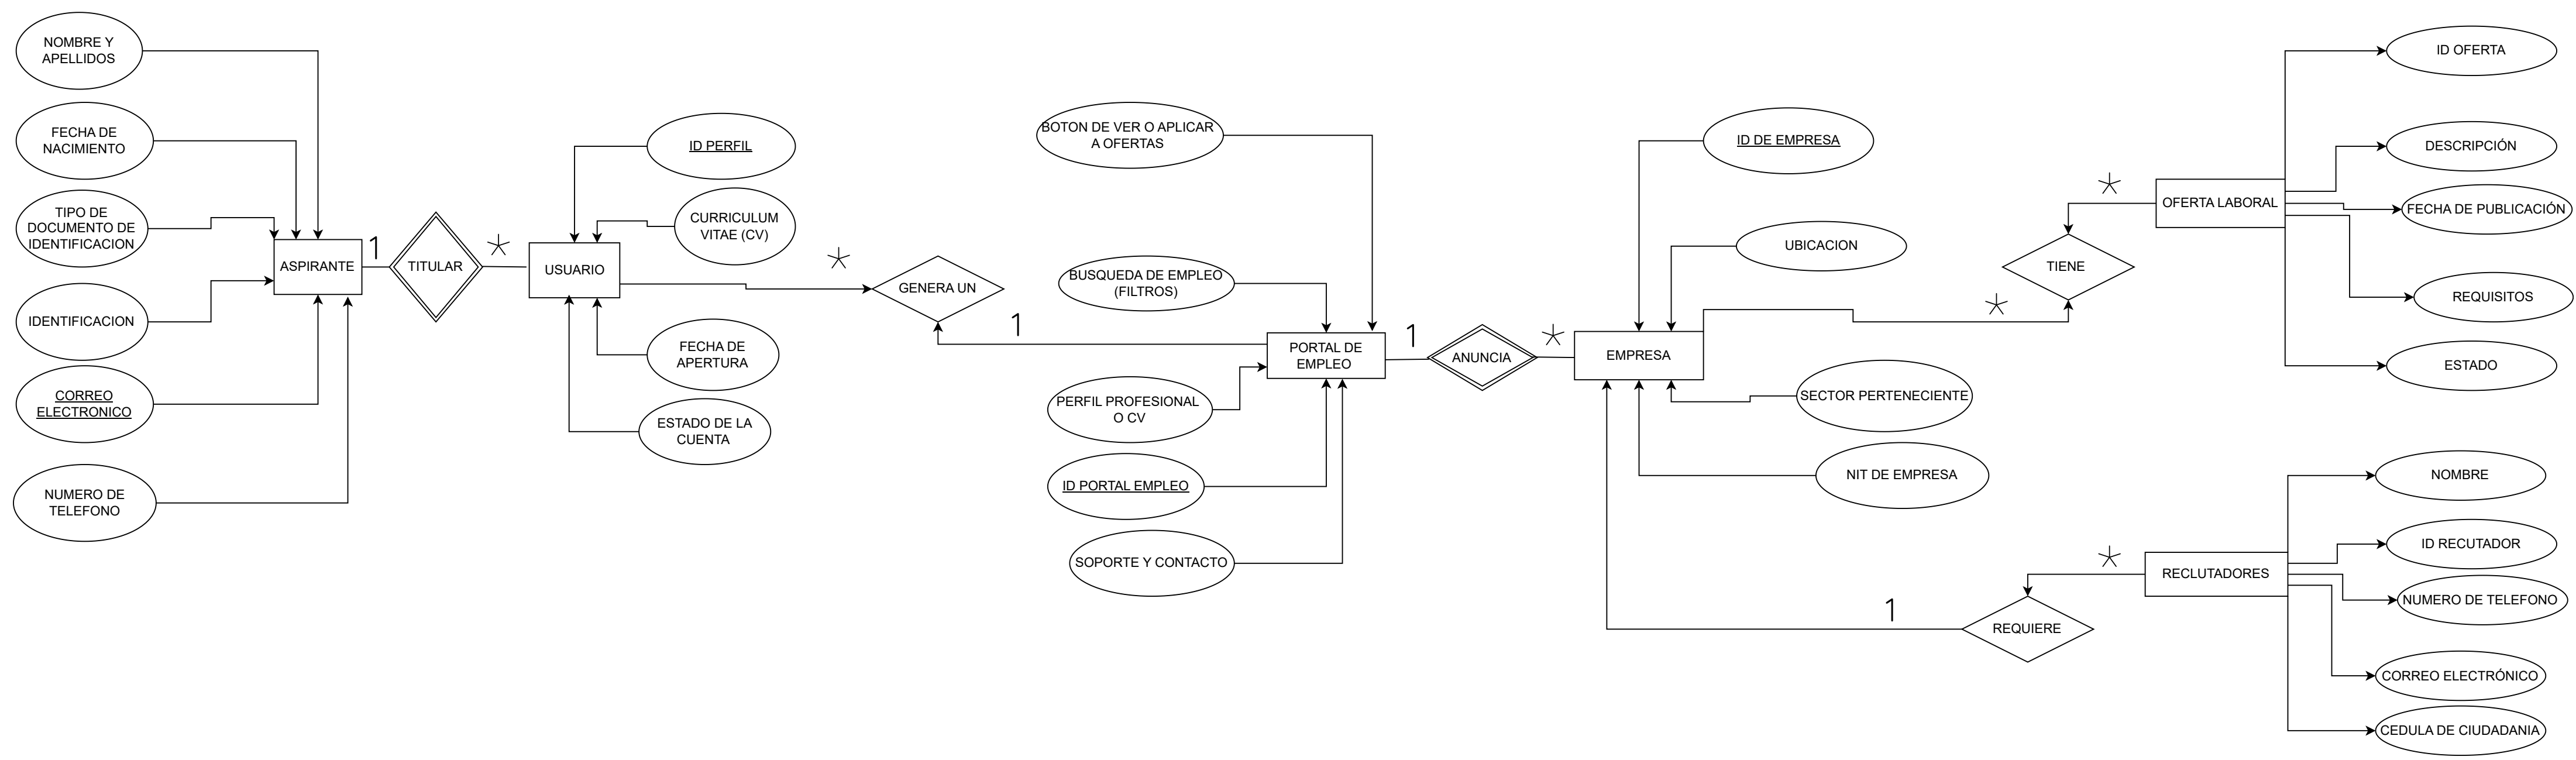 NOMBRE Y
APELLIDOS
FECHA DE
NACIMIENTO
TIPO DE
DOCUMENTO DE
IDENTIFICACION
IDENTIFICACION
CORREO
ELECTRONICO
NUMERO DE
TELEFONO
ASPIRANTE
1
TITULAR
*
USUARIO
ID PERFIL
CURRICULUM
VITAE (CV)
FECHA DE
APERTURA
ESTADO DE LA
CUENTA
*
GENERA UN
1
BOTON DE VER O APLICAR
A OFERTAS
BUSQUEDA DE EMPLEO
(FILTROS)
PORTAL DE
EMPLEO
PERFIL PROFESIONAL
O CV
ID PORTAL EMPLEO
SOPORTE Y CONTACTO
1
ANUNCIA
*
EMPRESA
ID DE EMPRESA
UBICACION
SECTOR PERTENECIENTE
NIT DE EMPRESA
*
TIENE
*
OFERTA LABORAL
ID OFERTA
DESCRIPCIÓN
FECHA DE PUBLICACIÓN
REQUISITOS
ESTADO
1
REQUIERE
*
RECLUTADORES
NOMBRE
ID RECUTADOR
NUMERO DE TELEFONO
CORREO ELECTRÓNICO
CEDULA DE CIUDADANIA